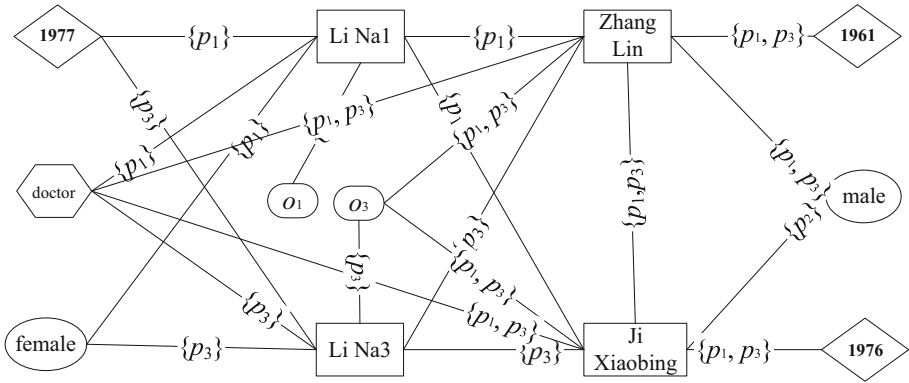 1977
{p₁}
Li Na1
{p₁}
Zhang
Lin
{p₁, p₃}
1961
{p₃}
{p₁}
{p₁, p₃}
{p₁, p₃}
{p₁}
{p₁}
doctor
o₁
o₃
{p₁,p₃}
{p₁, p₃}
male
{p₂}
{p₃}
{p₃}
{p₁, p₃}
{p₃}
{p₁, p₃}
female
{p₃}
Li Na3
{p₃}
Ji
Xiaobing
{p₁, p₃}
1976